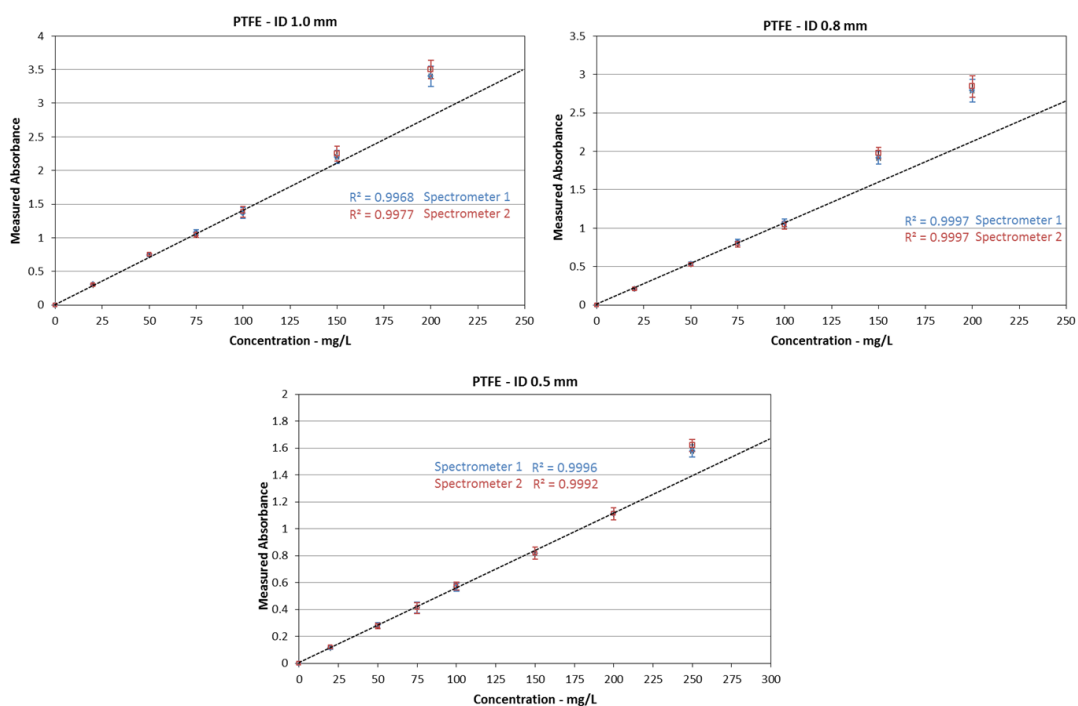 PTFE - ID 1.0 mm
4
3.5
3
2.5
2
1.5
1
0.5
0
Measured Absorbance
R² = 0.9968 Spectrometer 1
R² = 0.9977 Spectrometer 2
0 25 50 75 100 125 150 175 200 225 250
Concentration - mg/L
PTFE - ID 0.8 mm
3.5
3
2.5
2
1.5
1
0.5
0
Measured Absorbance
R² = 0.9997 Spectrometer 1
R² = 0.9997 Spectrometer 2
0 25 50 75 100 125 150 175 200 225 250
Concentration - mg/L
PTFE - ID 0.5 mm
2
1.8
1.6
1.4
1.2
1
0.8
0.6
0.4
0.2
0
Measured Absorbance
Spectrometer 1 R² = 0.9996
Spectrometer 2 R² = 0.9992
0 25 50 75 100 125 150 175 200 225 250 275 300
Concentration - mg/L